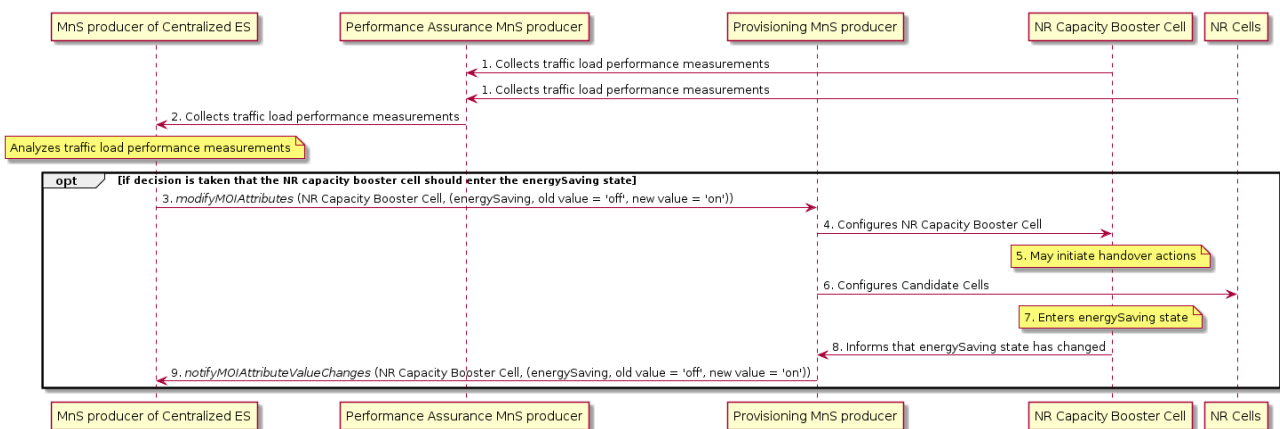 MnS producer of Centralized ES
Performance Assurance MnS producer
Provisioning MnS producer
NR Capacity Booster Cell
NR Cells
1. Collects traffic load performance measurements
1. Collects traffic load performance measurements
2. Collects traffic load performance measurements
Analyzes traffic load performance measurements
opt
[if decision is taken that the NR capacity booster cell should enter the energySaving state]
3. modifyMOIAttributes (NR Capacity Booster Cell, (energySaving, old value = 'off', new value = 'on'))
4. Configures NR Capacity Booster Cell
5. May initiate handover actions
6. Configures Candidate Cells
7. Enters energySaving state
8. Informs that energySaving state has changed
9. notifyMOIAttributeValueChanges (NR Capacity Booster Cell, (energySaving, old value = 'off', new value = 'on'))
MnS producer of Centralized ES
Performance Assurance MnS producer
Provisioning MnS producer
NR Capacity Booster Cell
NR Cells